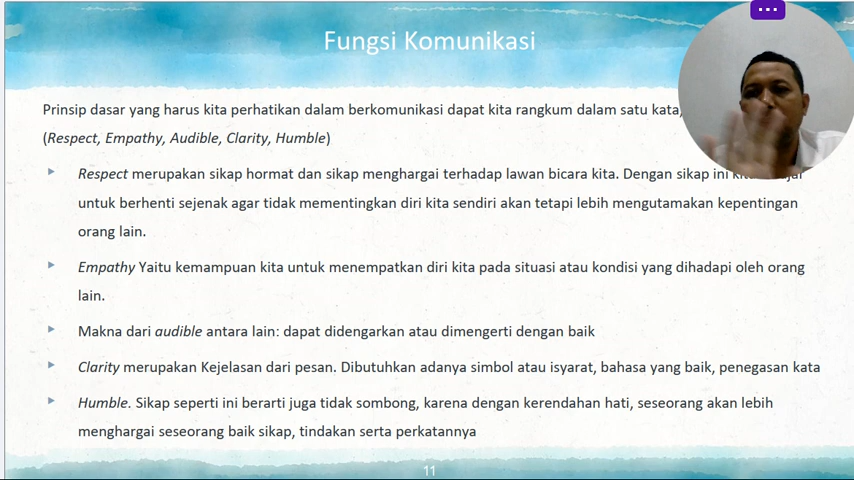 Fungsi Komunikasi
Prinsip dasar yang harus kita perhatikan dalam berkomunikasi dapat kita rangkum dalam satu kata,
(Respect, Empathy, Audible, Clarity, Humble)
Respect merupakan sikap hormat dan sikap menghargai terhadap lawan bicara kita. Dengan sikap ini
untuk berhenti sejenak agar tidak mementingkan diri kita sendiri akan tetapi lebih mengutamakan kepentingan
orang lain.
Empathy Yaitu kemampuan kita untuk menempatkan diri kita pada situasi atau kondisi yang dihadapi oleh orang
lain.
Makna dari audible antara lain: dapat didengarkan atau dimengerti dengan baik
Clarity merupakan Kejelasan dari pesan. Dibutuhkan adanya simbol atau isyarat, bahasa yang baik, penegasan kata
Humble. Sikap seperti ini berarti juga tidak sombong, karena dengan kerendahan hati, seseorang akan lebih
menghargai seseorang baik sikap, tindakan serta perkatannya
11